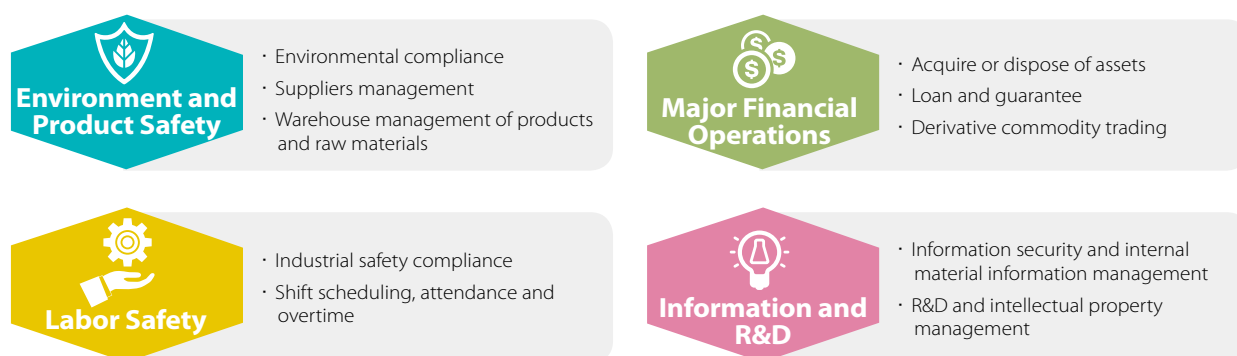 Environment and
Product Safety
· Environmental compliance
· Suppliers management
· Warehouse management of products
and raw materials
$
$
$
Major Financial
Operations
· Acquire or dispose of assets
· Loan and guarantee
· Derivative commodity trading
Labor Safety
· Industrial safety compliance
· Shift scheduling, attendance and
overtime
Information and
R&D
· Information security and internal
material information management
· R&D and intellectual property
management